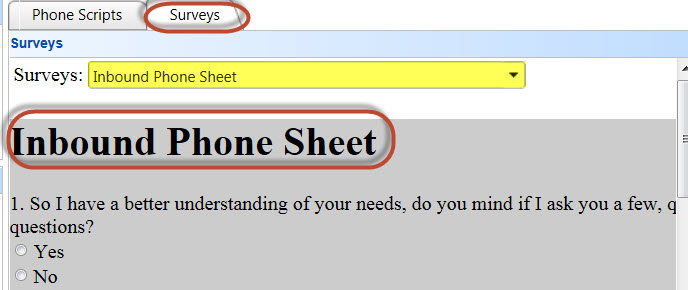 Phone Scripts Surveys
Surveys
Surveys: Inbound Phone Sheet
Inbound Phone Sheet
1. So I have a better understanding of your needs, do you mind if I ask you a few, q
questions?
Yes
No